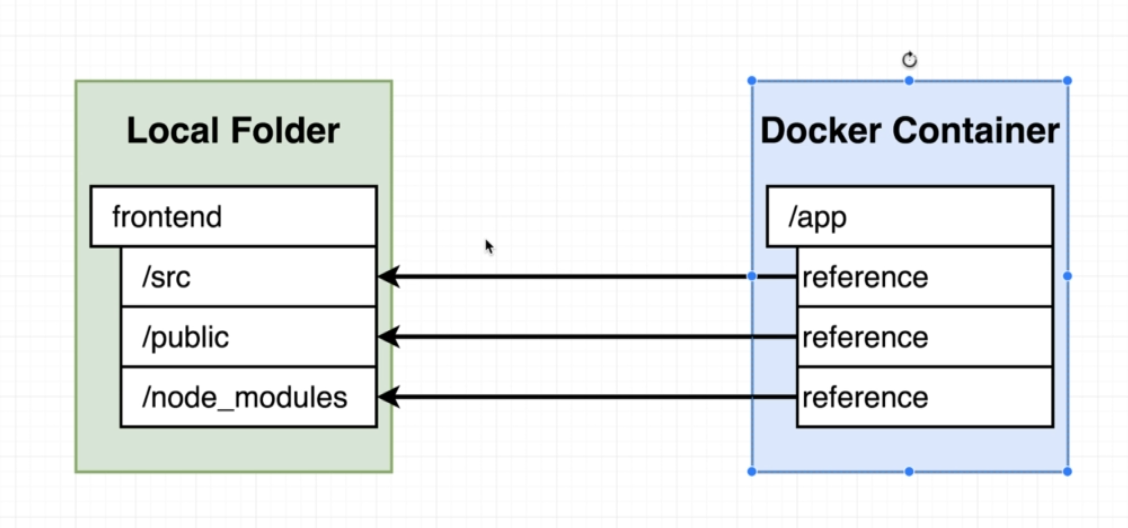 Local Folder
frontend
/src
/public
/node_modules
Docker Container
/app
reference
reference
reference